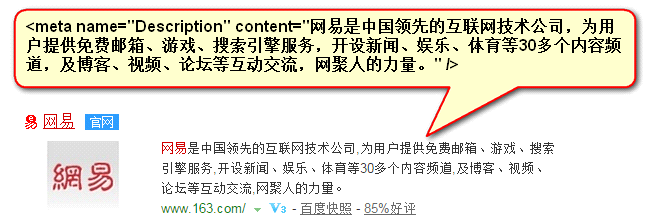 <meta name="Description" content="网易是中国领先的互联网技术公司，为用
户提供免费邮箱、游戏、搜索引擎服务，开设新闻、娱乐、体育等30多个内容频
道，及博客、视频、论坛等互动交流，网聚人的力量。" />
网易 官网
網易
网易是中国领先的互联网技术公司,为用户提供免费邮箱、游戏、搜索
引擎服务,开设新闻、娱乐、体育等30多个内容频道,及博客、视频、
论坛等互动交流,网聚人的力量。
www.163.com/ V3 - 百度快照 - 85%好评